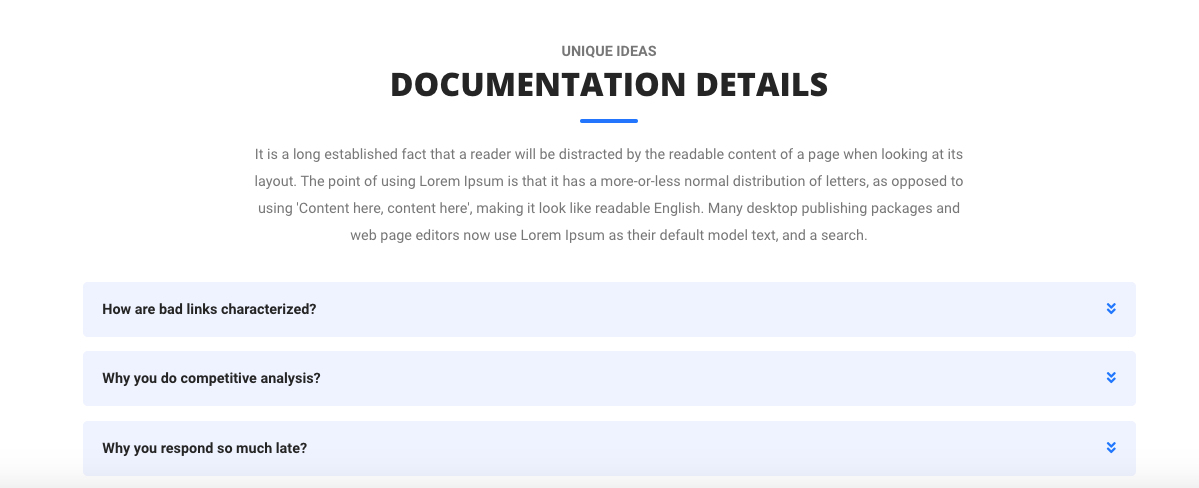 UNIQUE IDEAS
DOCUMENTATION DETAILS
It is a long established fact that a reader will be distracted by the readable content of a page when looking at its
layout. The point of using Lorem Ipsum is that it has a more-or-less normal distribution of letters, as opposed to
using 'Content here, content here', making it look like readable English. Many desktop publishing packages and
web page editors now use Lorem Ipsum as their default model text, and a search.
How are bad links characterized?
Why you do competitive analysis?
Why you respond so much late?